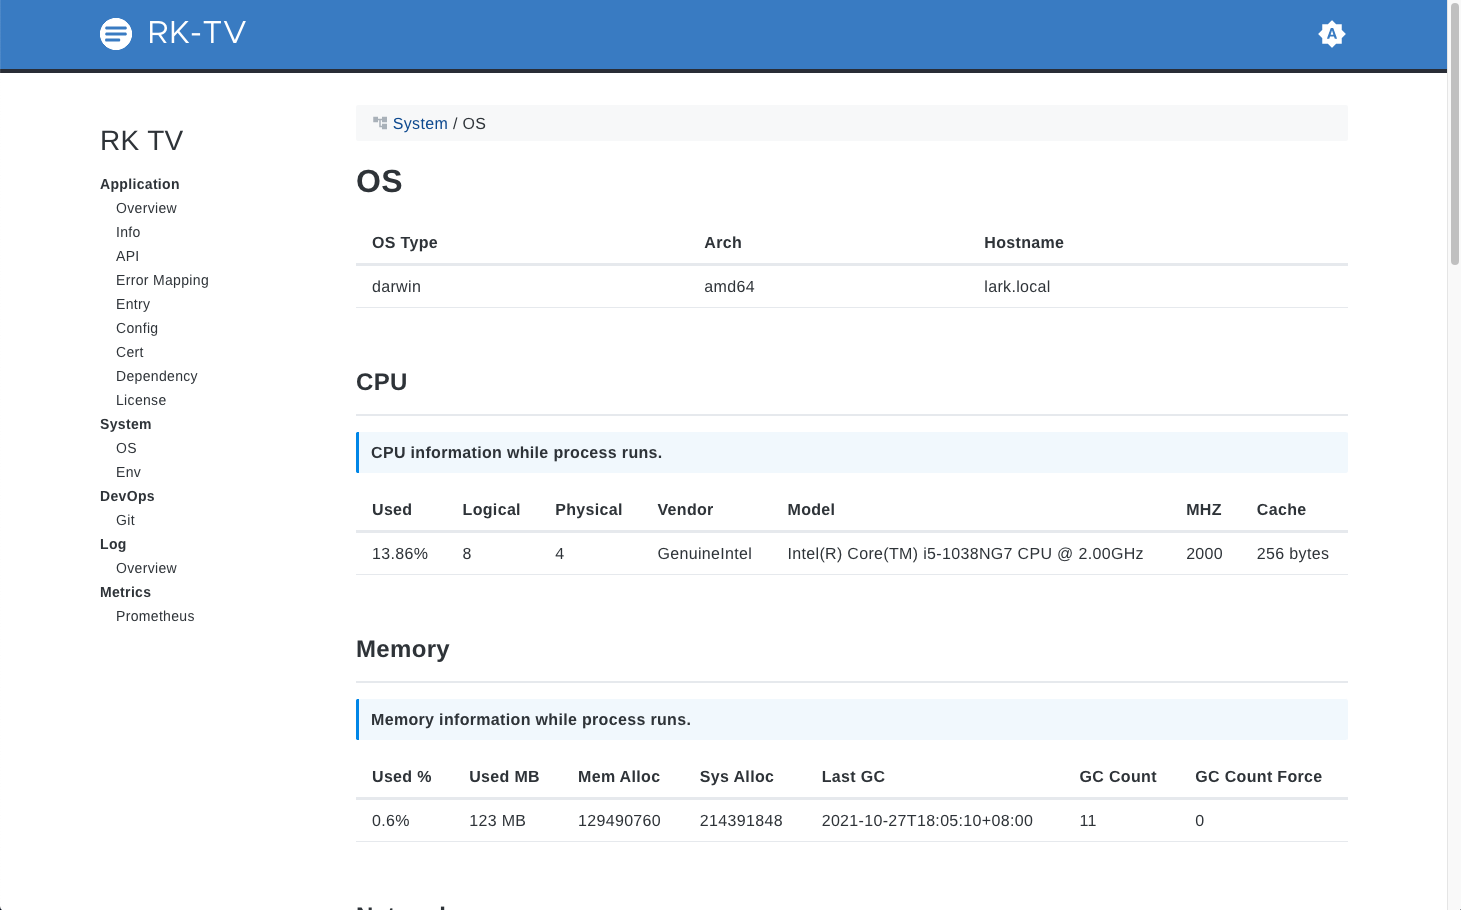 RK-TV
A
RK TV
Application
Overview
Info
API
Error Mapping
Entry
Config
Cert
Dependency
License
System
OS
Env
DevOps
Git
Log
Overview
Metrics
Prometheus
System / OS
OS
OS Type Arch Hostname
darwin amd64 lark.local
CPU
CPU information while process runs.
Used Logical Physical Vendor Model MHZ Cache
13.86% 8 4 GenuineIntel Intel(R) Core(TM) i5-1038NG7 CPU @ 2.00GHz 2000 256 bytes
Memory
Memory information while process runs.
Used % Used MB Mem Alloc Sys Alloc Last GC GC Count GC Count Force
0.6% 123 MB 129490760 214391848 2021-10-27T18:05:10+08:00 11 0